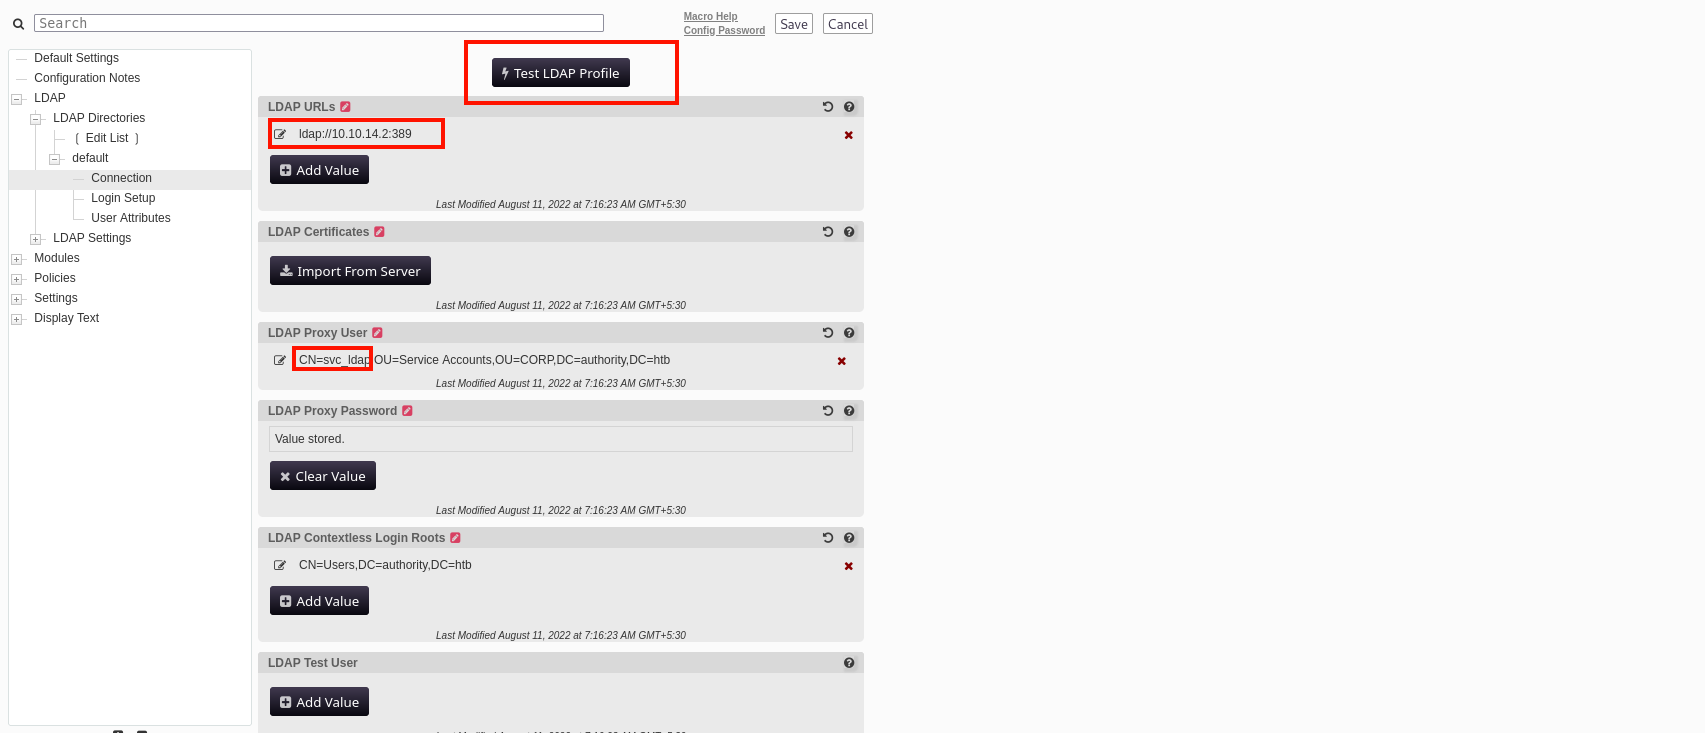 Search
Macro Help
Config Password
Save
Cancel
Default Settings
Configuration Notes
LDAP
LDAP Directories
[ Edit List ]
default
Connection
Login Setup
User Attributes
LDAP Settings
Modules
Policies
Settings
Display Text
Test LDAP Profile
LDAP URLs
ldap://10.10.14.2:389
Add Value
Last Modified August 11, 2022 at 7:16:23 AM GMT+5:30
LDAP Certificates
Import From Server
Last Modified August 11, 2022 at 7:16:23 AM GMT+5:30
LDAP Proxy User
CN=svc_ldap,OU=Service Accounts,OU=CORP,DC=authority,DC=htb
Last Modified August 11, 2022 at 7:16:23 AM GMT+5:30
LDAP Proxy Password
Value stored.
Clear Value
Last Modified August 11, 2022 at 7:16:23 AM GMT+5:30
LDAP Contextless Login Roots
CN=Users,DC=authority,DC=htb
Add Value
Last Modified August 11, 2022 at 7:16:23 AM GMT+5:30
LDAP Test User
Add Value